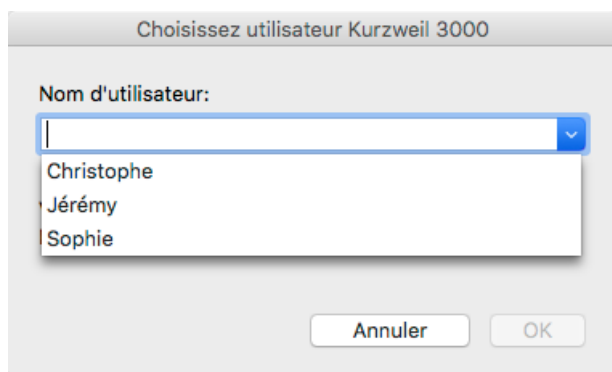 Choisissez utilisateur Kurzweil 3000
Nom d'utilisateur:
Christophe
Jérémy
Sophie
Annuler
OK